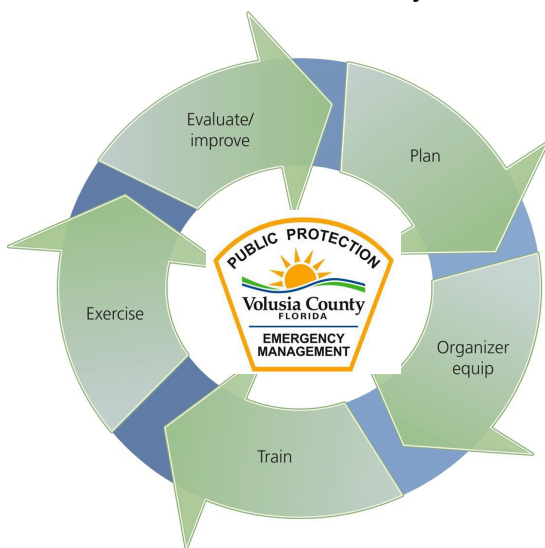 Evaluate/
improve
Plan
Organizer
equip
Train
Exercise
PUBLIC PROTECTION
Volusia County
FLORIDA
EMERGENCY
MANAGEMENT